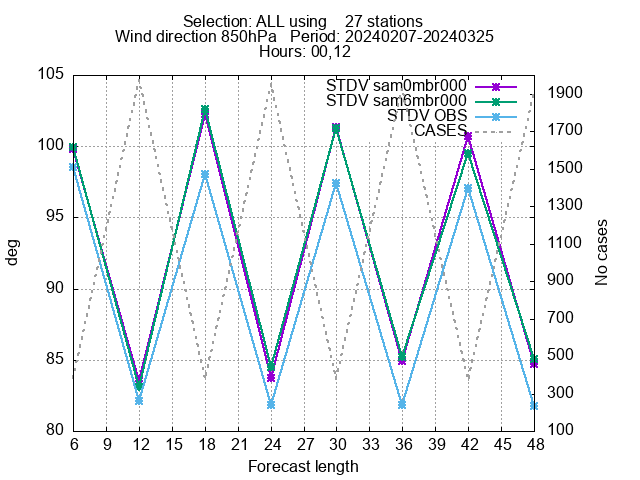 Selection: ALL using    27 stations
Wind direction 850hPa   Period: 20240207-20240325
Hours: 00,12
STDV sam0mbr000
STDV sam6mbr000
STDV OBS
CASES
105
100
95
90
85
80
deg
1900
1700
1500
1300
1100
900
700
500
300
100
No cases
6 9 12 15 18 21 24 27 30 33 36 39 42 45 48
Forecast length